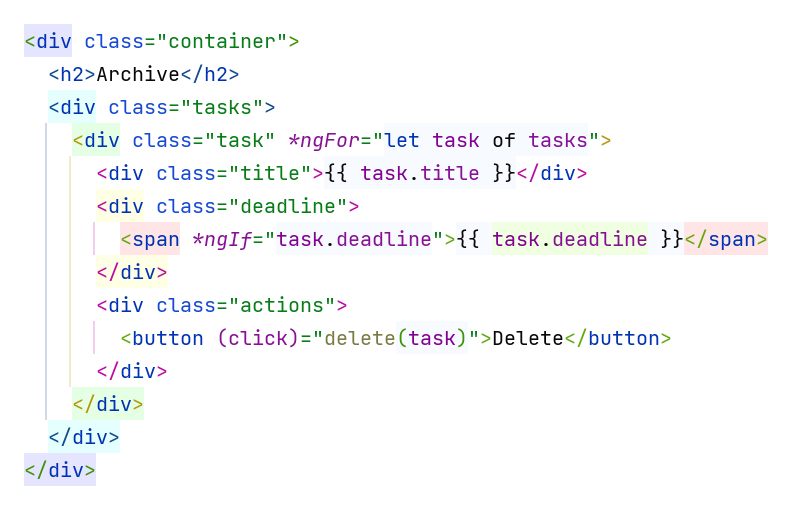 <div class="container">
  <h2>Archive</h2>
  <div class="tasks">
    <div class="task" *ngFor="let task of tasks">
      <div class="title">{{ task.title }}</div>
      <div class="deadline">
        <span *ngIf="task.deadline">{{ task.deadline }}</span>
      </div>
      <div class="actions">
        <button (click)="delete(task)">Delete</button>
      </div>
    </div>
  </div>
</div>